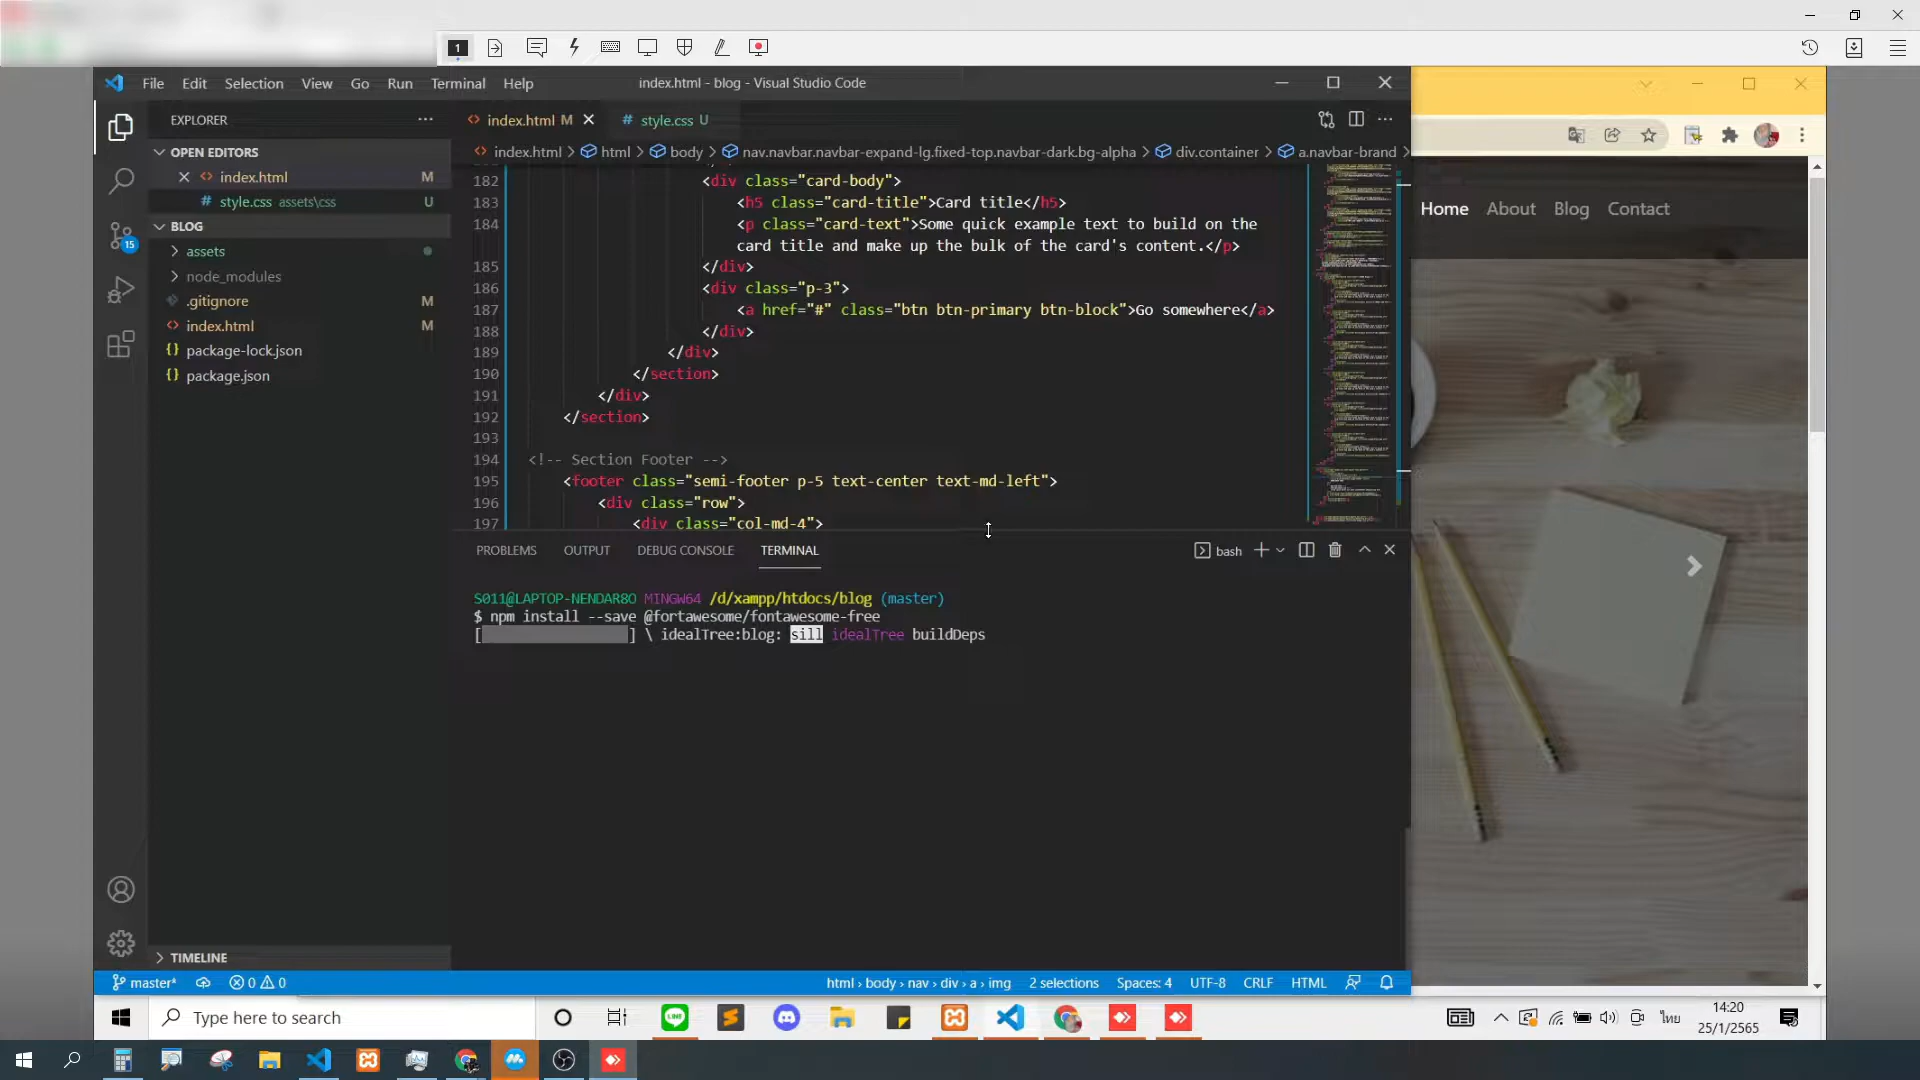 1
File Edit Selection View Go Run Terminal Help
index.html - blog - Visual Studio Code
EXPLORER
index.html M
# style.css U
OPEN EDITORS
index.html > html > body > nav.navbar.navbar-expand-lg.fixed-top.navbar-dark.bg-alpha > div.container > a.navbar-brand >
index.html M
# style.css assets\css U
BLOG
assets
node_modules
.gitignore M
index.html M
{} package-lock.json
{} package.json
15
182 <div class="card-body">
183 <h5 class="card-title">Card title</h5>
184 <p class="card-text">Some quick example text to build on the
card title and make up the bulk of the card's content.</p>
185 </div>
186 <div class="p-3">
187 <a href="#" class="btn btn-primary btn-block">Go somewhere</a>
188 </div>
189 </div>
190 </section>
191 </div>
192 </section>
193
194 <!-- Section Footer -->
195 <footer class="semi-footer p-5 text-center text-md-left">
196 <div class="row">
197 <div class="col-md-4">
Home About Blog Contact
PROBLEMS OUTPUT DEBUG CONSOLE TERMINAL
bash
S011@LAPTOP-NENDAR8O MINGW64 /d/xampp/htdocs/blog (master)
$ npm install --save @fortawesome/fontawesome-free
[ ] \ idealTree:blog: sill idealTree buildDeps
TIMELINE
master* 0 0
html > body > nav > div > a > img 2 selections Spaces: 4 UTF-8 CRLF HTML
Type here to search
LINE
ไทย
14:20
25/1/2565